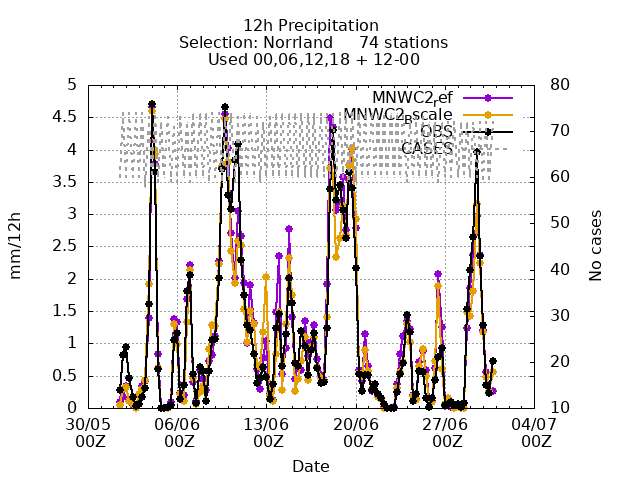 12h Precipitation
Selection: Norrland 74 stations
Used 00,06,12,18 + 12-00
5
4.5
4
3.5
3
2.5
2
1.5
1
0.5
0
80
70
60
50
40
30
20
10
mm/12h
No cases
MNWC2ref
MNWC2Bscale
OBS
CASES
30/05 06/06 13/06 20/06 27/06 04/07
00Z 00Z 00Z 00Z 00Z 00Z
Date